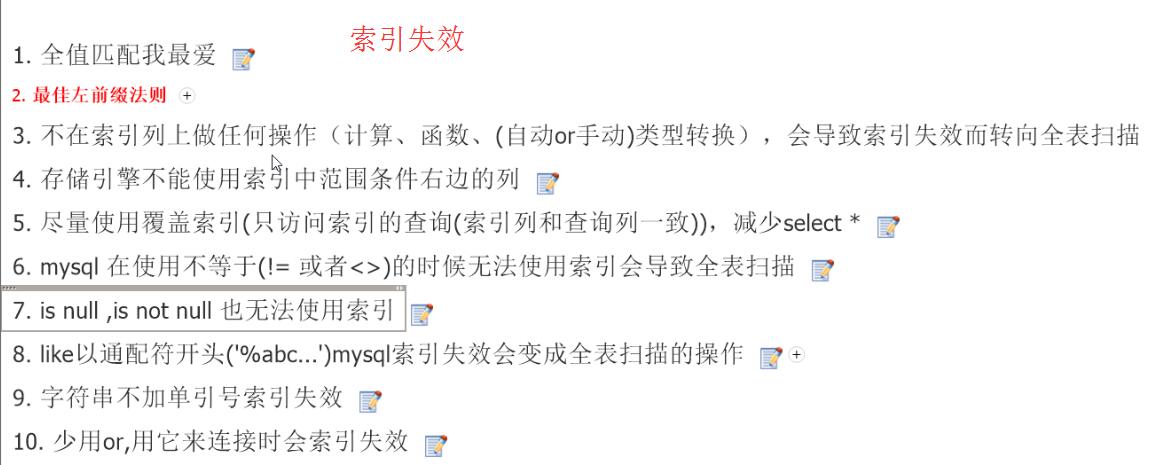 索引失效
1. 全值匹配我最爱
2. 最佳左前缀法则
3. 不在索引列上做任何操作（计算、函数、(自动or手动)类型转换），会导致索引失效而转向全表扫描
4. 存储引擎不能使用索引中范围条件右边的列
5. 尽量使用覆盖索引(只访问索引的查询(索引列和查询列一致))，减少select *
6. mysql 在使用不等于(!= 或者<>)的时候无法使用索引会导致全表扫描
7. is null ,is not null 也无法使用索引
8. like以通配符开头('%abc...')mysql索引失效会变成全表扫描的操作
9. 字符串不加单引号索引失效
10. 少用or,用它来连接时会索引失效